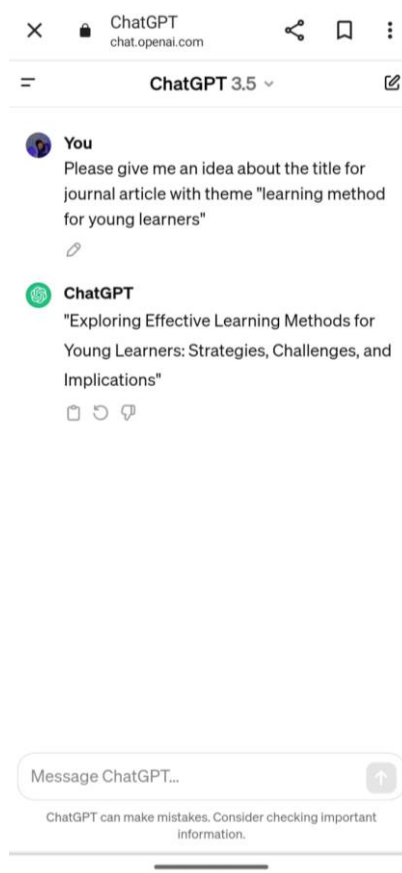 ChatGPT
chat.openai.com
ChatGPT 3.5
You
Please give me an idea about the title for
journal article with theme "learning method
for young learners"
ChatGPT
"Exploring Effective Learning Methods for
Young Learners: Strategies, Challenges, and
Implications"
Message ChatGPT...
ChatGPT can make mistakes. Consider checking important
information.